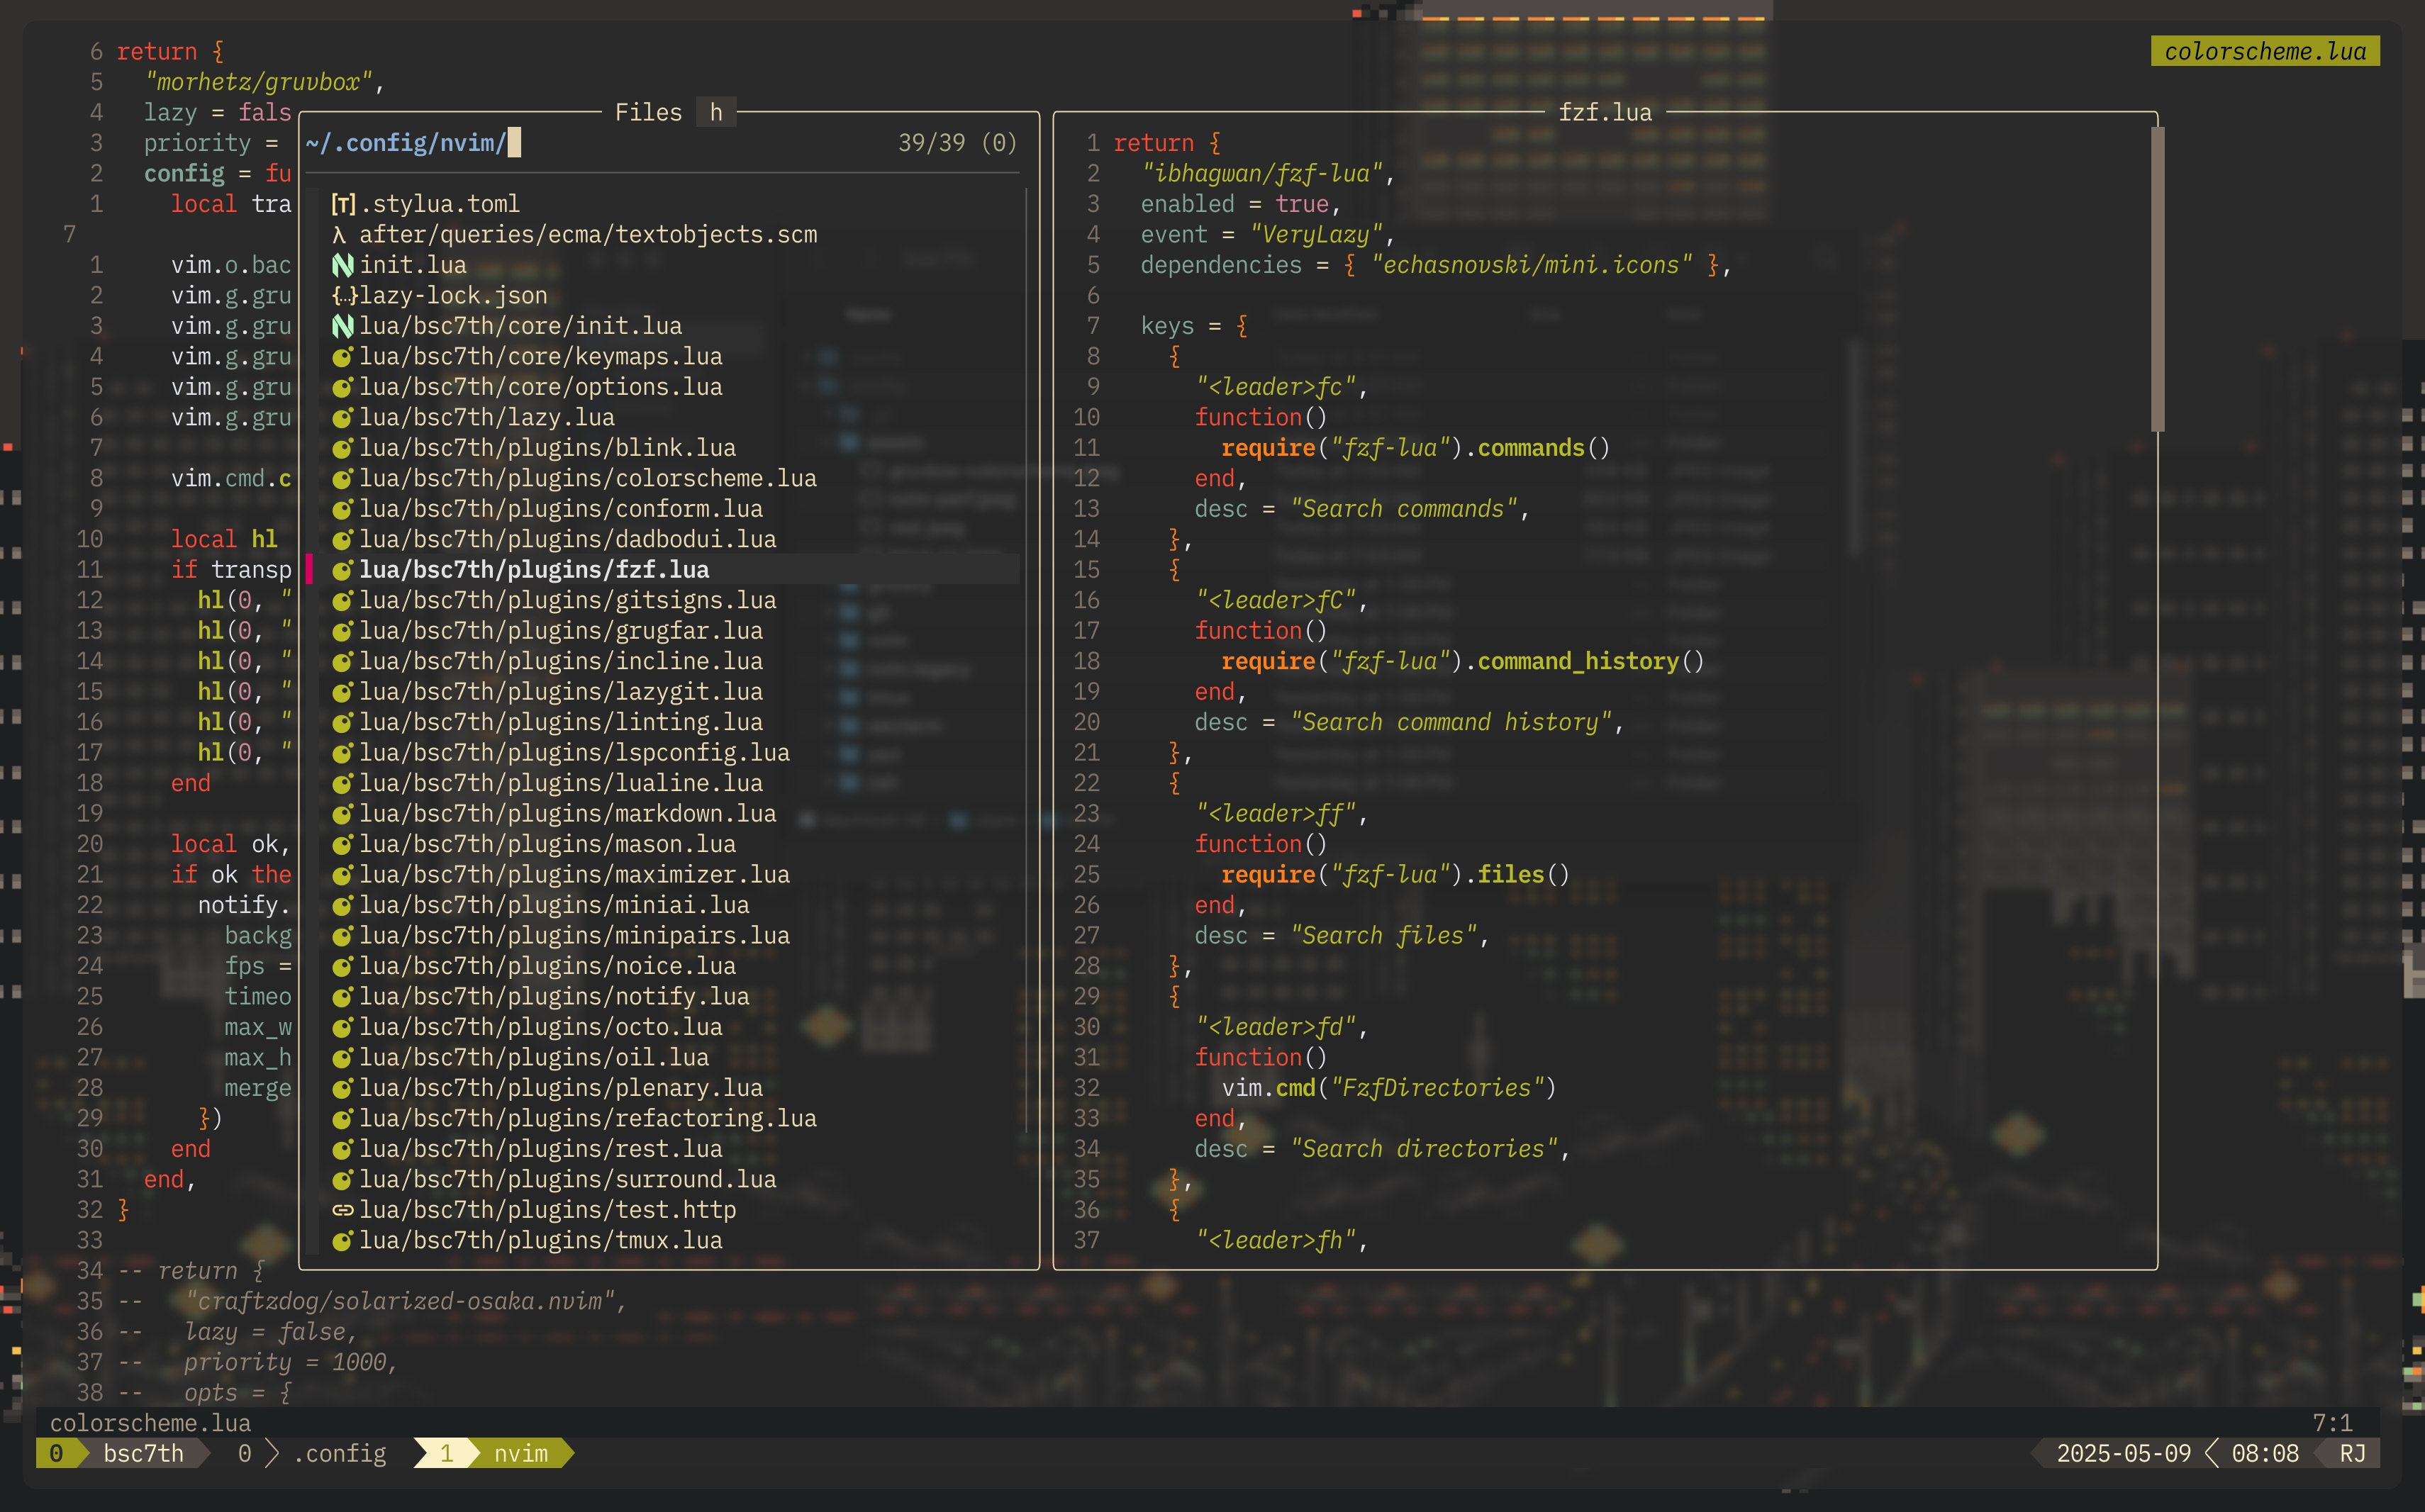 6 return {
colorscheme.lua
5 "morhetz/gruvbox",
4 lazy = fals
3 priority =
2 config = fu
1 local tra
7
1 vim.o.bac
2 vim.g.gru
3 vim.g.gru
4 vim.g.gru
5 vim.g.gru
6 vim.g.gru
7
8 vim.cmd.c
9
10 local hl
11 if transp
12 hl(0, "
13 hl(0, "
14 hl(0, "
15 hl(0, "
16 hl(0, "
17 hl(0, "
18 end
19
20 local ok,
21 if ok the
22 notify.
23 backg
24 fps =
25 timeo
26 max_w
27 max_h
28 merge
29 })
30 end
31 end,
32 }
33
34 -- return {
35 -- "craftzdog/solarized-osaka.nvim",
36 -- lazy = false,
37 -- priority = 1000,
38 -- opts = {
Files h
~/.config/nvim/ 39/39 (0)
[T].stylua.toml
λ after/queries/ecma/textobjects.scm
init.lua
{..}lazy-lock.json
lua/bsc7th/core/init.lua
lua/bsc7th/core/keymaps.lua
lua/bsc7th/core/options.lua
lua/bsc7th/lazy.lua
lua/bsc7th/plugins/blink.lua
lua/bsc7th/plugins/colorscheme.lua
lua/bsc7th/plugins/conform.lua
lua/bsc7th/plugins/dadbodui.lua
lua/bsc7th/plugins/fzf.lua
lua/bsc7th/plugins/gitsigns.lua
lua/bsc7th/plugins/grugfar.lua
lua/bsc7th/plugins/incline.lua
lua/bsc7th/plugins/lazygit.lua
lua/bsc7th/plugins/linting.lua
lua/bsc7th/plugins/lspconfig.lua
lua/bsc7th/plugins/lualine.lua
lua/bsc7th/plugins/markdown.lua
lua/bsc7th/plugins/mason.lua
lua/bsc7th/plugins/maximizer.lua
lua/bsc7th/plugins/miniai.lua
lua/bsc7th/plugins/minipairs.lua
lua/bsc7th/plugins/noice.lua
lua/bsc7th/plugins/notify.lua
lua/bsc7th/plugins/octo.lua
lua/bsc7th/plugins/oil.lua
lua/bsc7th/plugins/plenary.lua
lua/bsc7th/plugins/refactoring.lua
lua/bsc7th/plugins/rest.lua
lua/bsc7th/plugins/surround.lua
lua/bsc7th/plugins/test.http
lua/bsc7th/plugins/tmux.lua
fzf.lua
1 return {
2 "ibhagwan/fzf-lua",
3 enabled = true,
4 event = "VeryLazy",
5 dependencies = { "echasnovski/mini.icons" },
6
7 keys = {
8 {
9 "<leader>fc",
10 function()
11 require("fzf-lua").commands()
12 end,
13 desc = "Search commands",
14 },
15 {
16 "<leader>fC",
17 function()
18 require("fzf-lua").command_history()
19 end,
20 desc = "Search command history",
21 },
22 {
23 "<leader>ff",
24 function()
25 require("fzf-lua").files()
26 end,
27 desc = "Search files",
28 },
29 {
30 "<leader>fd",
31 function()
32 vim.cmd("FzfDirectories")
33 end,
34 desc = "Search directories",
35 },
36 {
37 "<leader>fh",
colorscheme.lua 7:1
0 bsc7th 0 .config 1 nvim 2025-05-09 08:08 RJ